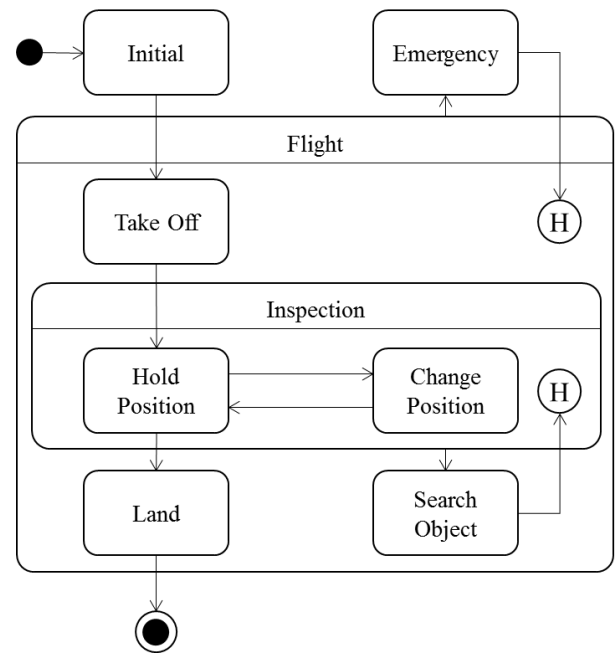 Initial
Emergency
Flight
Take Off
H
Inspection
Hold
Position
Change
Position
H
Land
Search
Object